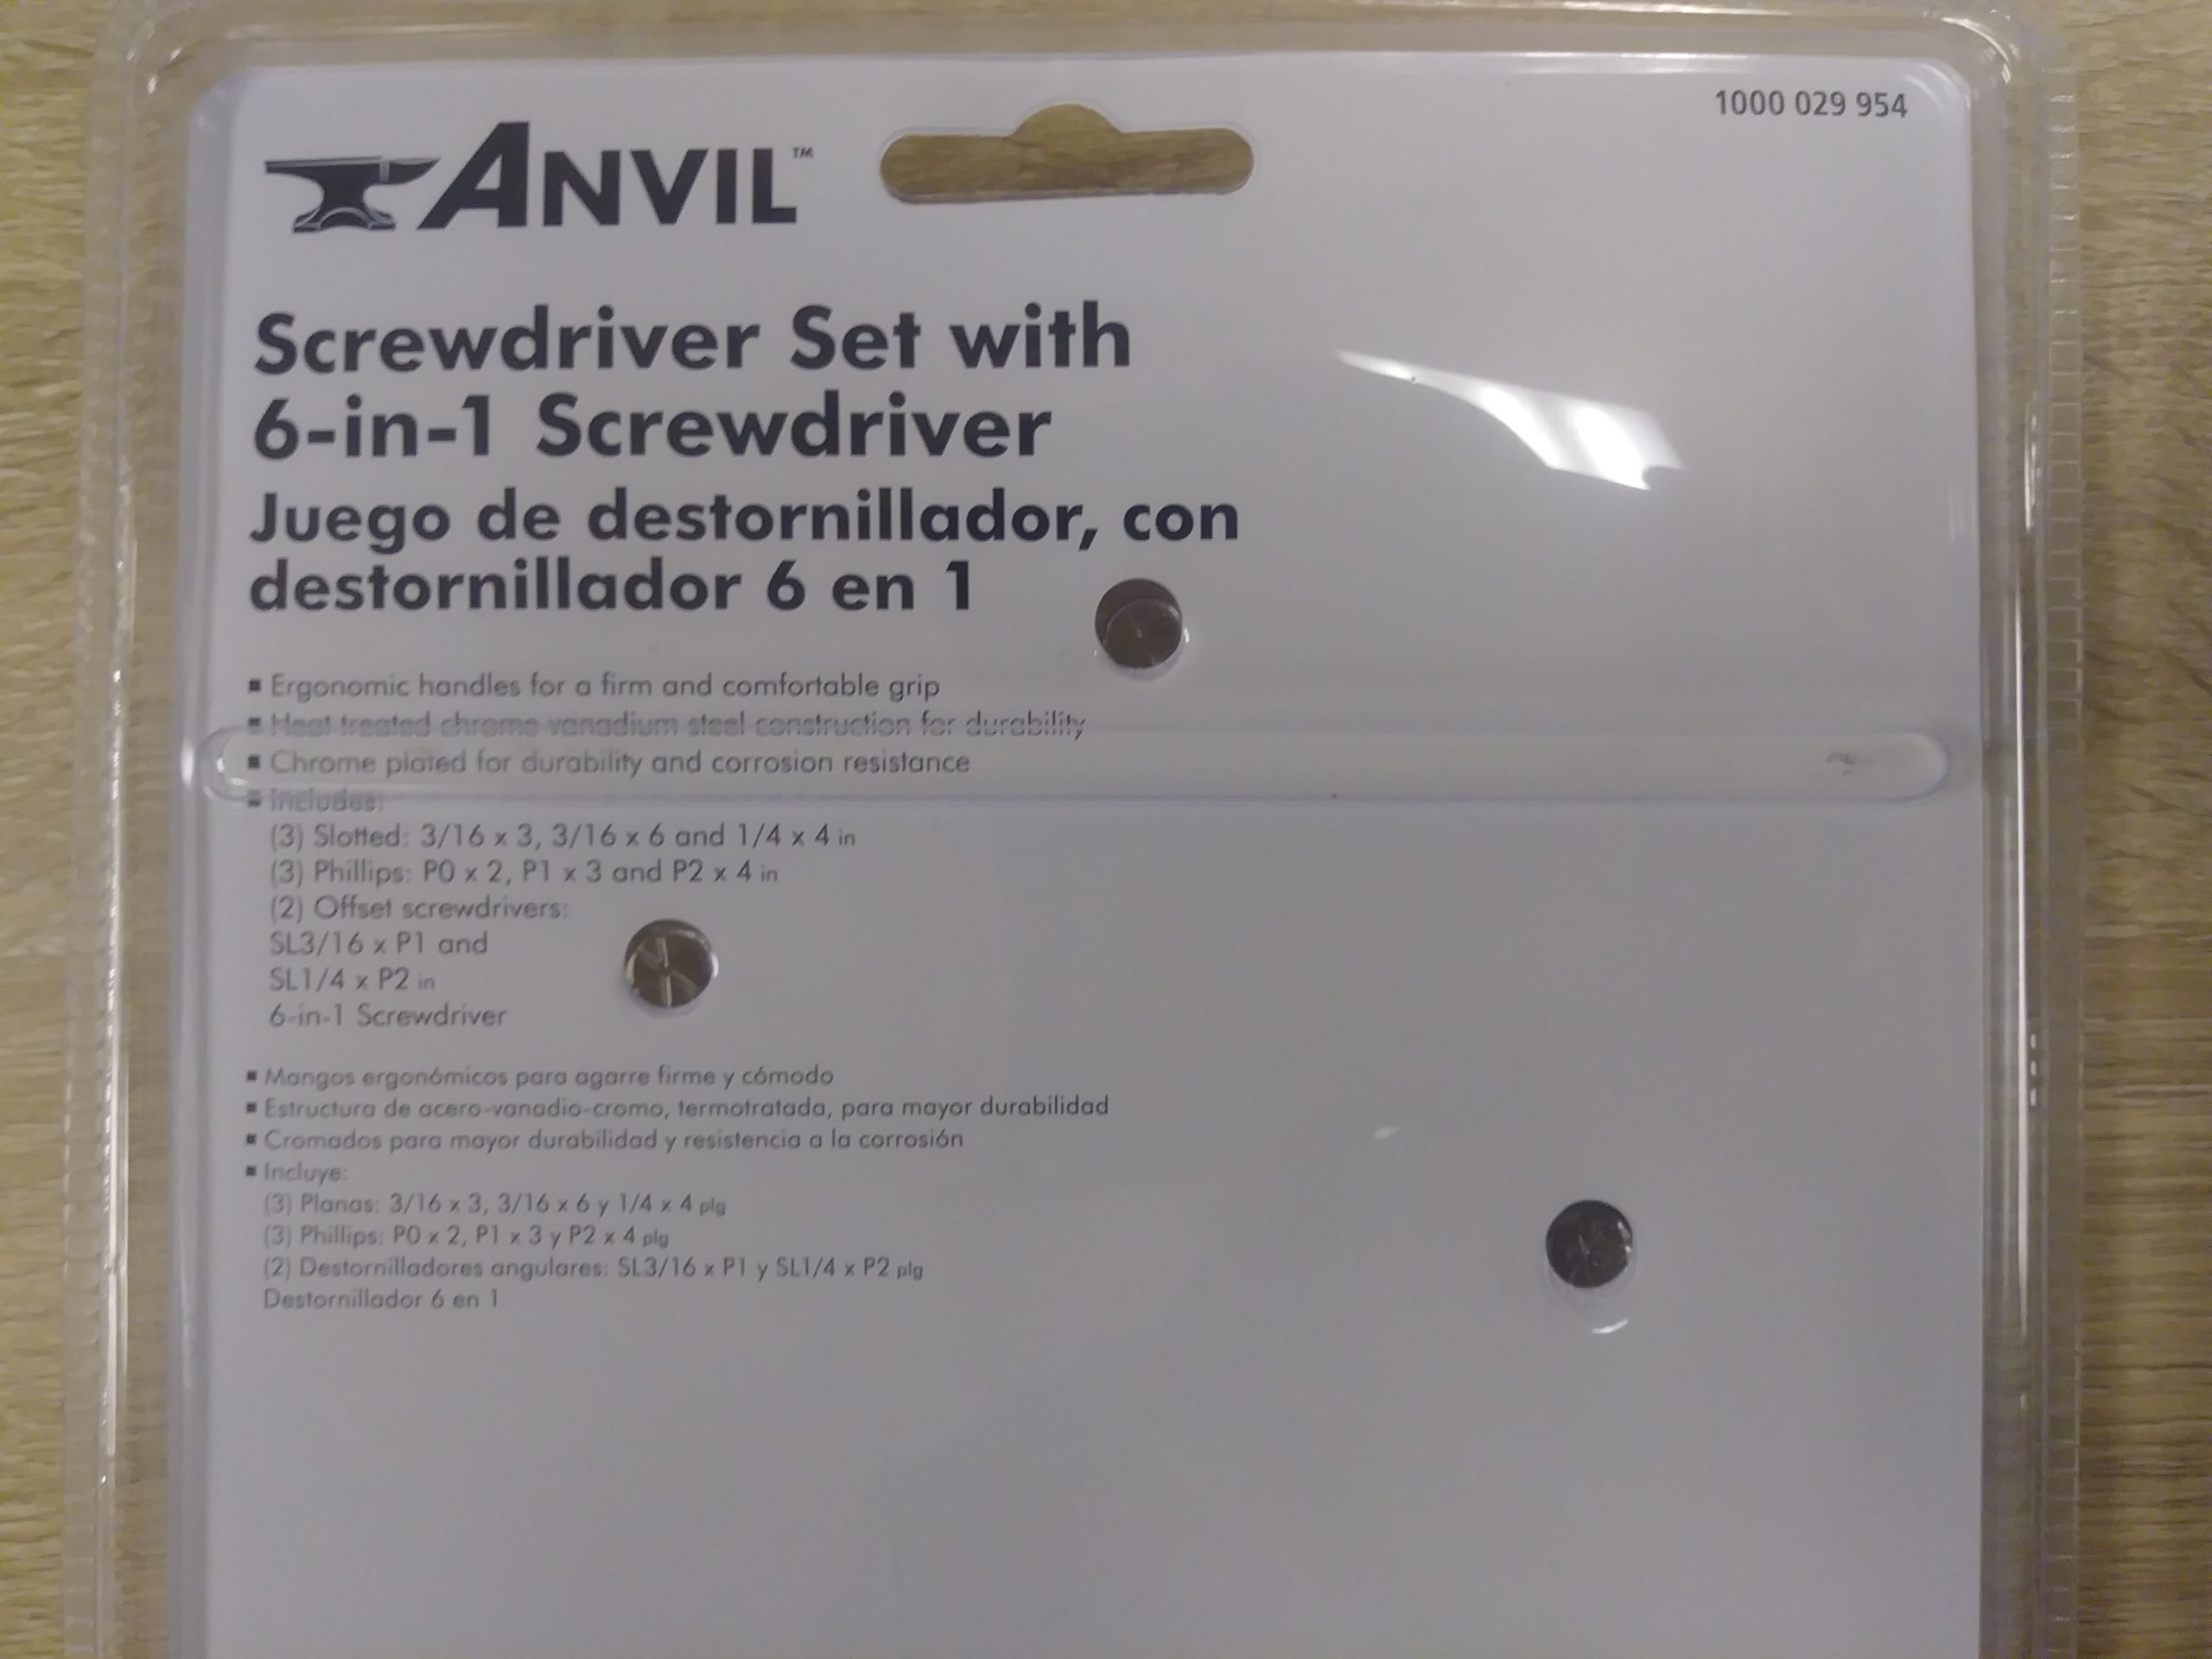 1000 029 954
ANVIL™
Screwdriver Set with
6-in-1 Screwdriver
Juego de destornillador, con
destornillador 6 en 1
▪ Ergonomic handles for a firm and comfortable grip
▪ Heat treated chrome vanadium steel construction for durability
▪ Chrome plated for durability and corrosion resistance
▪ Includes:
(3) Slotted: 3/16 x 3, 3/16 x 6 and 1/4 x 4 in
(3) Phillips: P0 x 2, P1 x 3 and P2 x 4 in
(2) Offset screwdrivers:
SL3/16 x P1 and
SL1/4 x P2 in
6-in-1 Screwdriver
▪ Mangos ergonómicos para agarre firme y cómodo
▪ Estructura de acero-vanadio-cromo, termotratada, para mayor durabilidad
▪ Cromados para mayor durabilidad y resistencia a la corrosión
▪ Incluye:
(3) Planas: 3/16 x 3, 3/16 x 6 y 1/4 x 4 plg
(3) Phillips: P0 x 2, P1 x 3 y P2 x 4 plg
(2) Destornilladores angulares: SL3/16 x P1 y SL1/4 x P2 plg
Destornillador 6 en 1